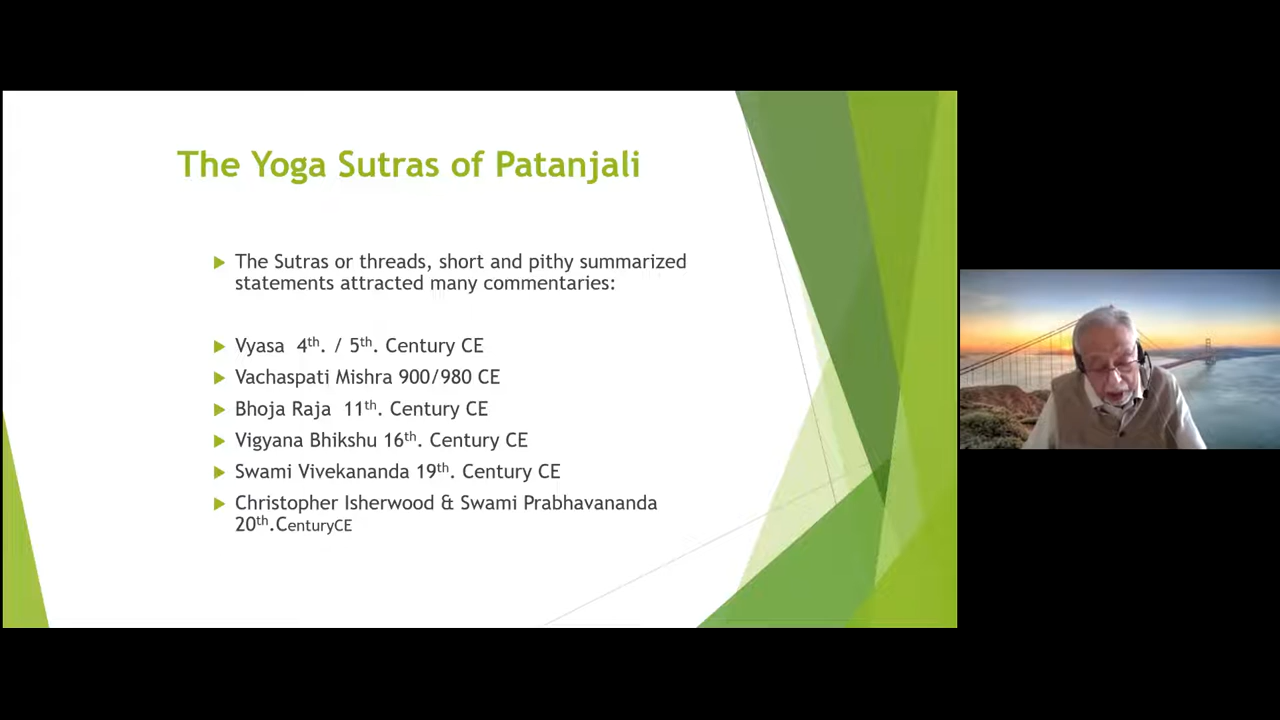 The Yoga Sutras of Patanjali
The Sutras or threads, short and pithy summarized
statements attracted many commentaries:
Vyasa 4th. / 5th. Century CE
Vachaspati Mishra 900/980 CE
Bhoja Raja 11th. Century CE
Vigyana Bhikshu 16th. Century CE
Swami Vivekananda 19th. Century CE
Christopher Isherwood & Swami Prabhavananda
20th.CenturyCE